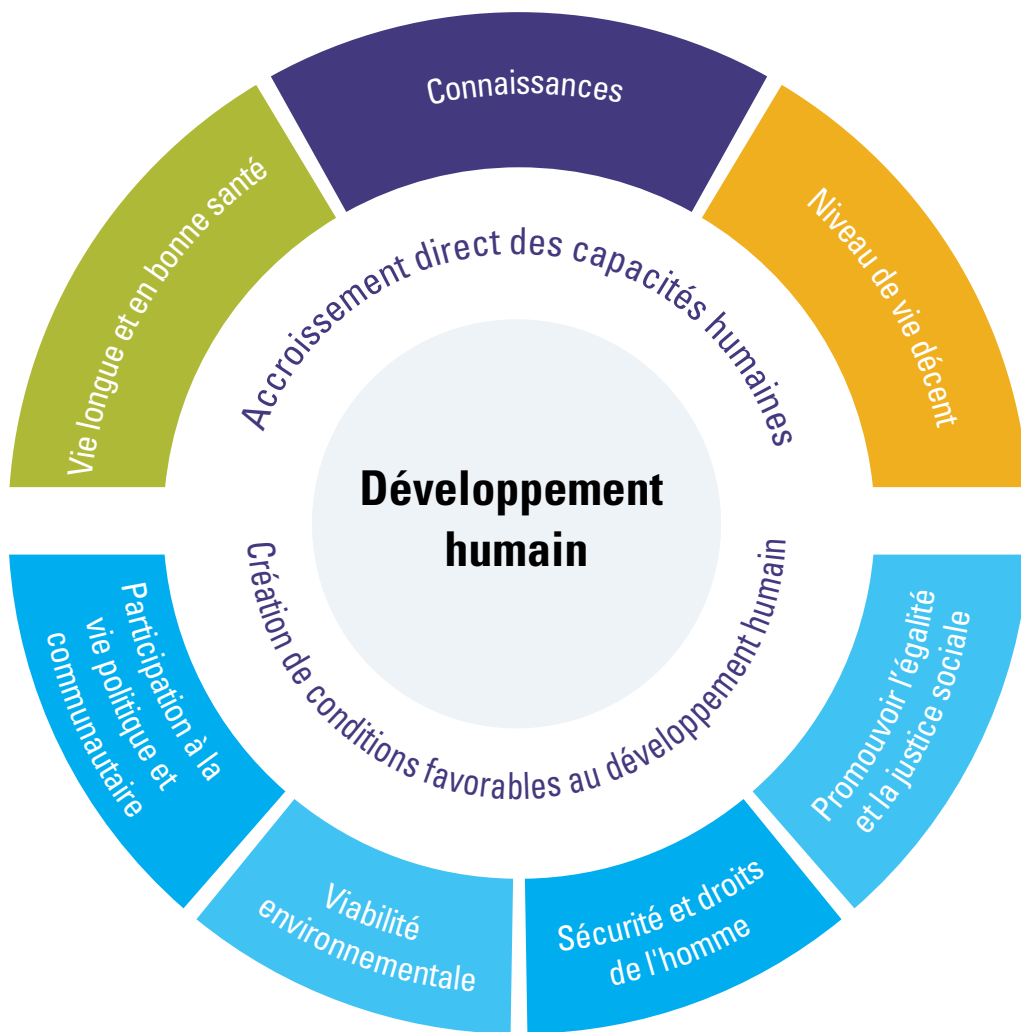 Connaissances
Vie longue et en bonne santé
Niveau de vie décent
Accroissement direct des capacités humaines
Développement
humain
Création de conditions favorables au développement humain
Participation à la
vie politique et
communautaire
Viabilité
environnementale
Sécurité et droits
de l'homme
Promouvoir l'égalité
et la justice sociale